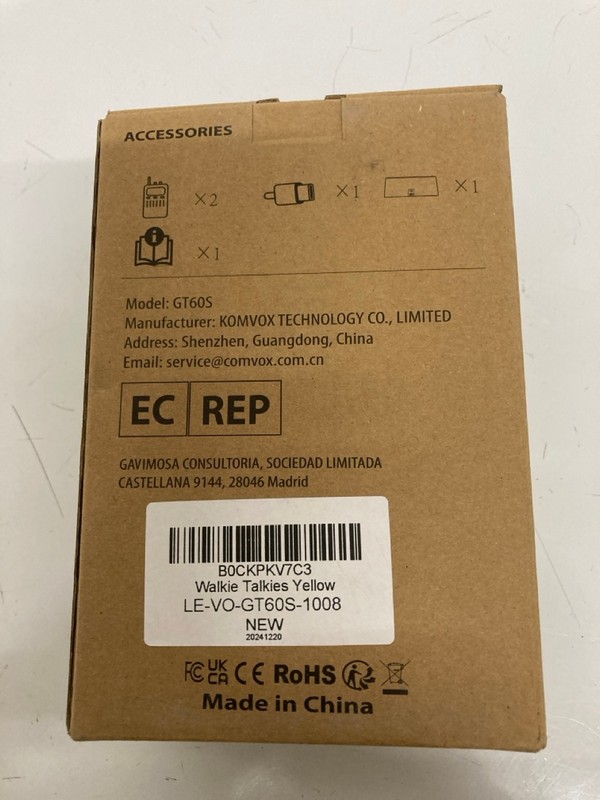 ACCESSORIES
×2 ×1 ×1
×1
Model: GT60S
Manufacturer: KOMVOX TECHNOLOGY CO., LIMITED
Address: Shenzhen, Guangdong, China
Email: service@comvox.com.cn
EC REP
GAVIMOSA CONSULTORIA, SOCIEDAD LIMITADA
CASTELLANA 9144, 28046 Madrid
B0CKPKV7C3
Walkie Talkies Yellow
LE-VO-GT60S-1008
NEW
20241220
FC UK CA CE RoHS
Made in China